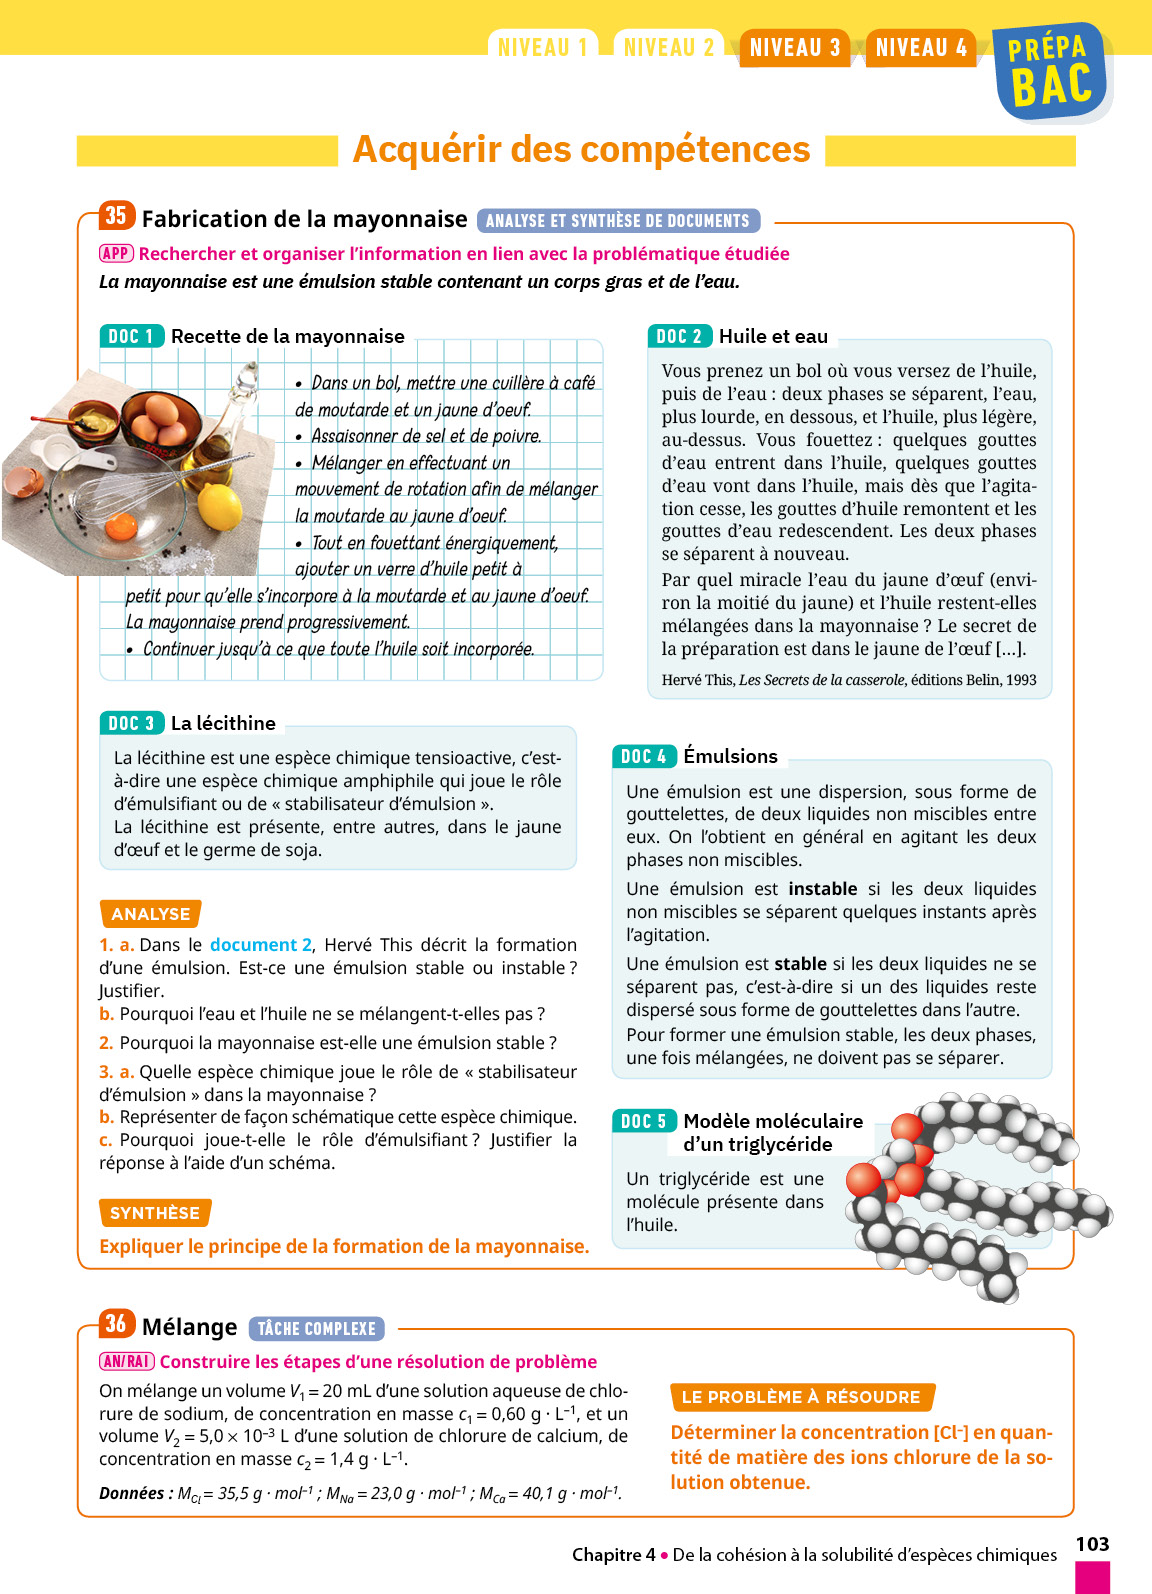 NIVEAU 1 NIVEAU 2 NIVEAU 3 NIVEAU 4
PRÉPA
BAC
Acquérir des compétences
35 Fabrication de la mayonnaise ANALYSE ET SYNTHÈSE DE DOCUMENTS
APP Rechercher et organiser l’information en lien avec la problématique étudiée
La mayonnaise est une émulsion stable contenant un corps gras et de l’eau.
DOC 1 Recette de la mayonnaise
• Dans un bol, mettre une cuillère à café
de moutarde et un jaune d’oeuf.
• Assaisonner de sel et de poivre.
• Mélanger en effectuant un
mouvement de rotation afin de mélanger
la moutarde au jaune d’oeuf.
• Tout en fouettant énergiquement,
ajouter un verre d’huile petit à
petit pour qu’elle s’incorpore à la moutarde et au jaune d’oeuf.
La mayonnaise prend progressivement.
• Continuer jusqu’à ce que toute l’huile soit incorporée.
DOC 2 Huile et eau
Vous prenez un bol où vous versez de l’huile,
puis de l’eau : deux phases se séparent, l’eau,
plus lourde, en dessous, et l’huile, plus légère,
au-dessus. Vous fouettez : quelques gouttes
d’eau entrent dans l’huile, quelques gouttes
d’eau vont dans l’huile, mais dès que l’agita-
tion cesse, les gouttes d’huile remontent et les
gouttes d’eau redescendent. Les deux phases
se séparent à nouveau.
Par quel miracle l’eau du jaune d’œuf (envi-
ron la moitié du jaune) et l’huile restent-elles
mélangées dans la mayonnaise ? Le secret de
la préparation est dans le jaune de l’œuf [...].
Hervé This, Les Secrets de la casserole, éditions Belin, 1993
DOC 3 La lécithine
La lécithine est une espèce chimique tensioactive, c’est-
à-dire une espèce chimique amphiphile qui joue le rôle
d’émulsifiant ou de « stabilisateur d’émulsion ».
La lécithine est présente, entre autres, dans le jaune
d’œuf et le germe de soja.
DOC 4 Émulsions
Une émulsion est une dispersion, sous forme de
gouttelettes, de deux liquides non miscibles entre
eux. On l’obtient en général en agitant les deux
phases non miscibles.
Une émulsion est instable si les deux liquides
non miscibles se séparent quelques instants après
l’agitation.
Une émulsion est stable si les deux liquides ne se
séparent pas, c’est-à-dire si un des liquides reste
dispersé sous forme de gouttelettes dans l’autre.
Pour former une émulsion stable, les deux phases,
une fois mélangées, ne doivent pas se séparer.
ANALYSE
1. a. Dans le document 2, Hervé This décrit la formation
d’une émulsion. Est-ce une émulsion stable ou instable ?
Justifier.
b. Pourquoi l’eau et l’huile ne se mélangent-t-elles pas ?
2. Pourquoi la mayonnaise est-elle une émulsion stable ?
3. a. Quelle espèce chimique joue le rôle de « stabilisateur
d’émulsion » dans la mayonnaise ?
b. Représenter de façon schématique cette espèce chimique.
c. Pourquoi joue-t-elle le rôle d’émulsifiant ? Justifier la
réponse à l’aide d’un schéma.
SYNTHÈSE
Expliquer le principe de la formation de la mayonnaise.
DOC 5 Modèle moléculaire
d’un triglycéride
Un triglycéride est une
molécule présente dans
l’huile.
36 Mélange TÂCHE COMPLEXE
AN/RAI Construire les étapes d’une résolution de problème
On mélange un volume V₁ = 20 mL d’une solution aqueuse de chlo-
rure de sodium, de concentration en masse c₁ = 0,60 g · L⁻¹, et un
volume V₂ = 5,0 × 10⁻³ L d’une solution de chlorure de calcium, de
concentration en masse c₂ = 1,4 g · L⁻¹.
Données : M_Cl = 35,5 g · mol⁻¹ ; M_Na = 23,0 g · mol⁻¹ ; M_Ca = 40,1 g · mol⁻¹.
LE PROBLÈME À RÉSOUDRE
Déterminer la concentration [Cl⁻] en quan-
tité de matière des ions chlorure de la so-
lution obtenue.
Chapitre 4 • De la cohésion à la solubilité d’espèces chimiques 103